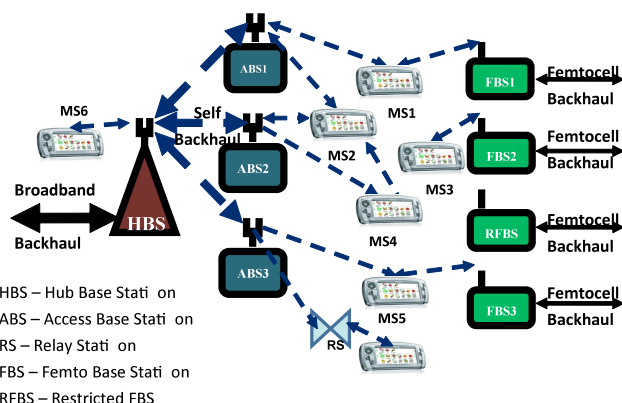 ABS1
MS1
FBS1
Femtocell
Backhaul
MS6
Self
Backhaul
MS2
ABS2
MS3
FBS2
Femtocell
Backhaul
Broadband
Backhaul
HBS
MS4
RFBS
Femtocell
Backhaul
ABS3
MS5
FBS3
Femtocell
Backhaul
RS
HBS – Hub Base Stati on
ABS – Access Base Stati on
RS – Relay Stati on
FBS – Femto Base Stati on
RFBS – Restricted FBS